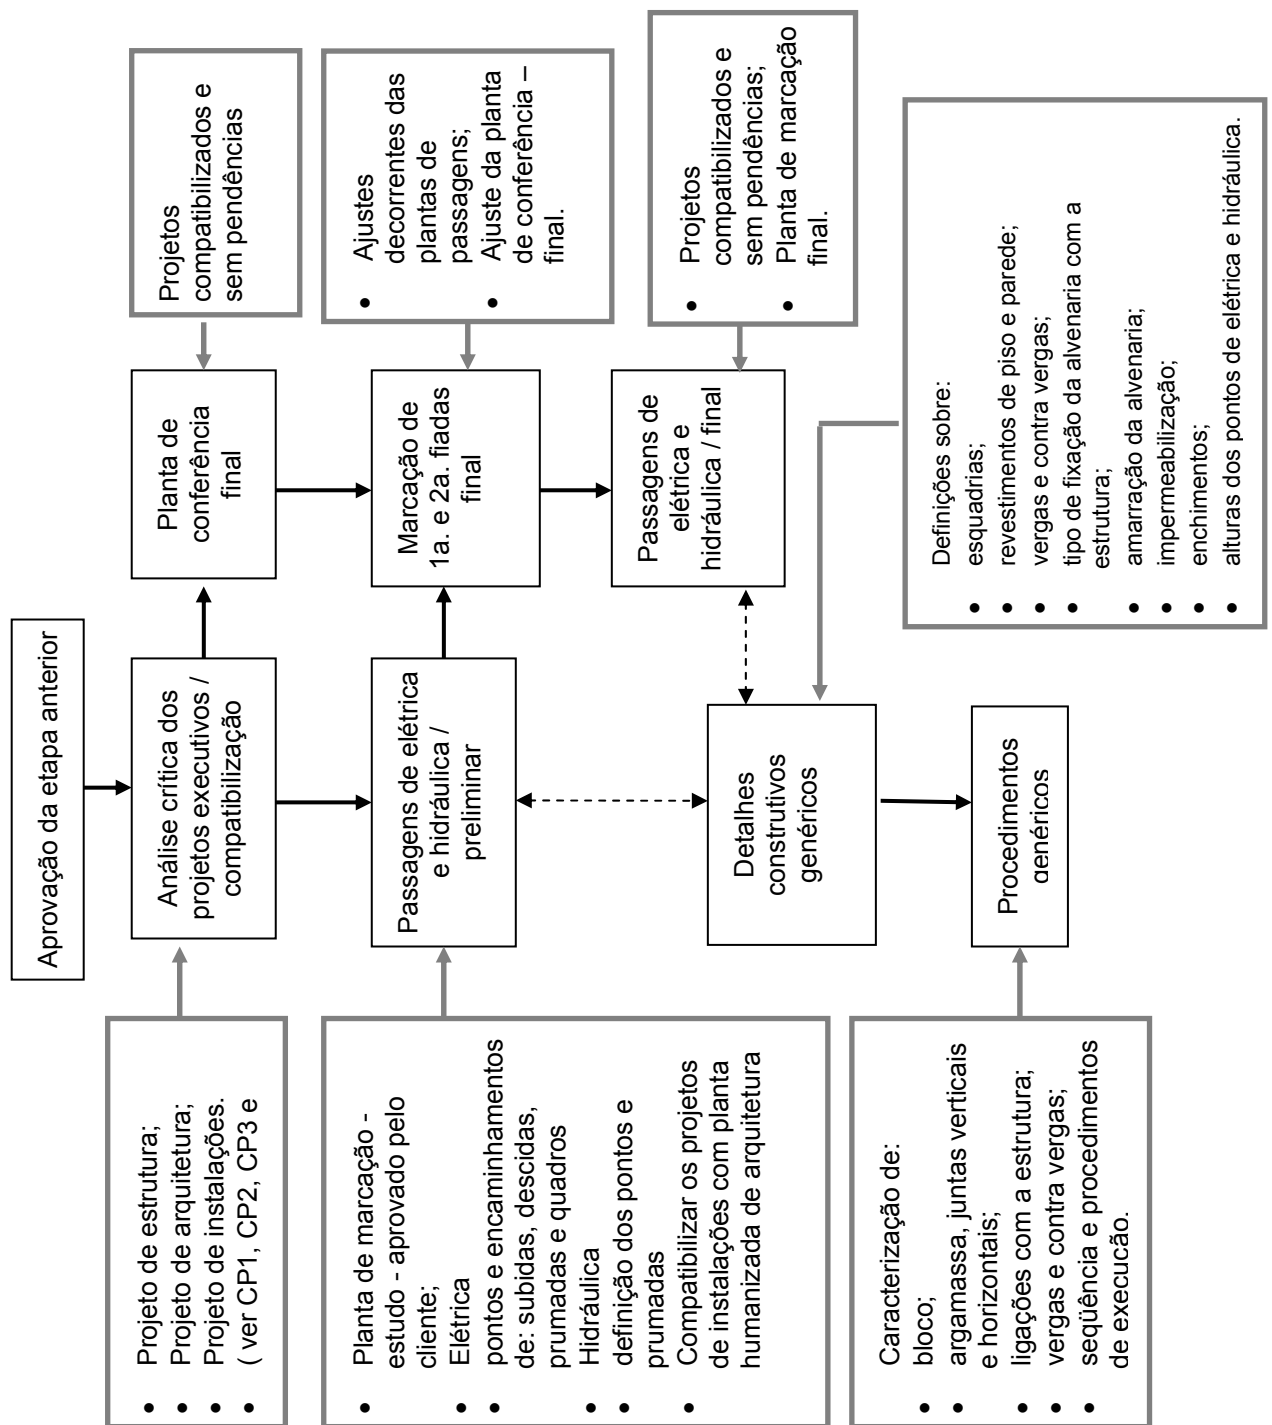 Aprovação da etapa anterior
• Projeto de estrutura;
• Projeto de arquitetura;
• Projeto de instalações.
( ver CP1, CP2, CP3 e
Análise crítica dos
projetos executivos /
compatibilização
Planta de
conferência
final
Projetos
compatibilizados e
sem pendências
• Planta de marcação -
estudo - aprovado pelo
cliente;
• Elétrica
• pontos e encaminhamentos
de: subidas, descidas,
prumadas e quadros
• Hidráulica
• definição dos pontos e
prumadas
• Compatibilizar os projetos
de instalações com planta
humanizada de arquitetura
Passagens de elétrica
e hidráulica /
preliminar
Marcação de
1a. e 2a. fiadas
final
• Ajustes
decorrentes das
plantas de
passagens;
• Ajuste da planta
de conferência –
final.
Passagens de
elétrica e
hidráulica / final
• Projetos
compatibilizados e
sem pendências;
• Planta de marcação
final.
Detalhes
construtivos
genéricos
Definições sobre:
• esquadrias;
• revestimentos de piso e parede;
• vergas e contra vergas;
• tipo de fixação da alvenaria com a
estrutura;
• amarração da alvenaria;
• impermeabilização;
• enchimentos;
• alturas dos pontos de elétrica e hidráulica.
Caracterização de:
• bloco;
• argamassa, juntas verticais
e horizontais;
• ligações com a estrutura;
• vergas e contra vergas;
• seqüência e procedimentos
de execução.
Procedimentos
genéricos